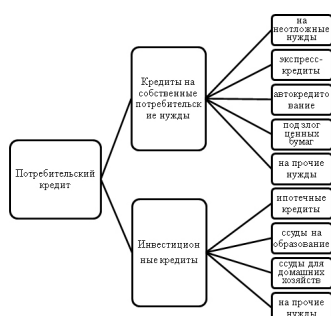 на
неотложные
нужды
экспресс-
кредиты
Кредиты на
собственные
потребительск
ие нужды
автокредито
вание
под злог
ценных
бумаг
на прочие
нужды
Потребительский
кредит
ипотечные
кредиты
Инвестицион
ные кредиты
ссуды на
образование
ссуды для
домашних
хозяйств
на прочие
нужды